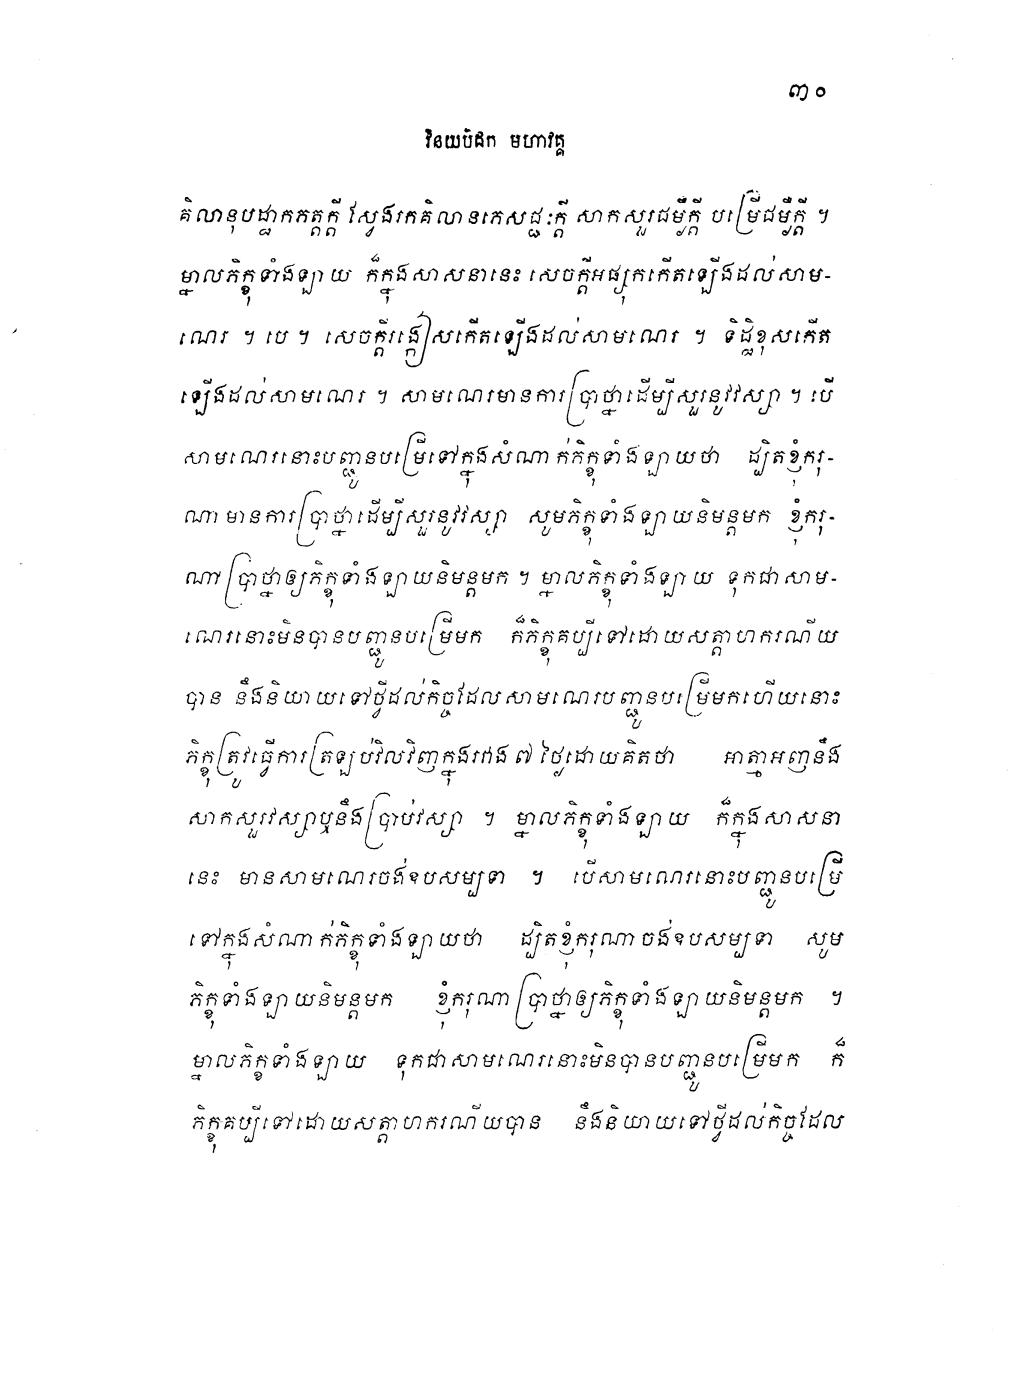 ៣០
វិនយបិដក មហាវគ្គ
គិលានុបដ្ឋាកភត្តក្តី ស្វែងរកគិលានភេសជ្ជៈក្តី សាកសួរជម្ងឺក្តី បម្រើជម្ងឺក្តី ។
ម្នាលភិក្ខុទាំងឡាយ ក៏ក្នុងសាសនានេះ សេចក្តីអផ្សុកកើតឡើងដល់សាម-
ណេរ ។ បេ ។ សេចក្តីរង្កៀសកើតឡើងដល់សាមណេរ ។ ទិដ្ឋិខុសកើត
ឡើងដល់សាមណេរ ។ សាមណេរមានការប្រាថ្នាដើម្បីសួរនូវវស្សា ។ បើ
សាមណេរនោះបញ្ជូនបម្រើទៅក្នុងសំណាក់ភិក្ខុទាំងឡាយថា ដ្បិតខ្ញុំករុ-
ណាមានការប្រាថ្នាដើម្បីសួរនូវវស្សា សូមភិក្ខុទាំងឡាយនិមន្តមក ខ្ញុំករុ-
ណាប្រាថ្នាឲ្យភិក្ខុទាំងឡាយនិមន្តមក ។ ម្នាលភិក្ខុទាំងឡាយ ទុកជាសាម-
ណេរនោះមិនបានបញ្ជូនបម្រើមក ក៏ភិក្ខុគប្បីទៅដោយសត្តាហករណីយ
បាន នឹងនិយាយទៅថ្វីដល់កិច្ចដែលសាមណេរបញ្ជូនបម្រើមកហើយនោះ
ភិក្ខុត្រូវធ្វើការត្រឡប់វិលវិញក្នុងរវាង ៧ ថ្ងៃដោយគិតថា អាត្មាអញនឹង
សាកសួរវស្សាឬនឹងប្រាប់វស្សា ។ ម្នាលភិក្ខុទាំងឡាយ ក៏ក្នុងសាសនា
នេះ មានសាមណេរចង់ឧបសម្បទា ។ បើសាមណេរនោះបញ្ជូនបម្រើ
ទៅក្នុងសំណាក់ភិក្ខុទាំងឡាយថា ដ្បិតខ្ញុំករុណាចង់ឧបសម្បទា សូម
ភិក្ខុទាំងឡាយនិមន្តមក ខ្ញុំករុណាប្រាថ្នាឲ្យភិក្ខុទាំងឡាយនិមន្តមក ។
ម្នាលភិក្ខុទាំងឡាយ ទុកជាសាមណេរនោះមិនបានបញ្ជូនបម្រើមក ក៏
ភិក្ខុគប្បីទៅដោយសត្តាហករណីយបាន នឹងនិយាយទៅថ្វីដល់កិច្ចដែល